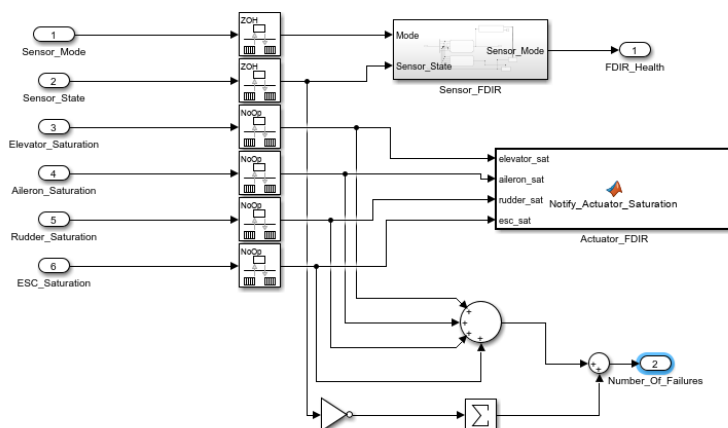 ZOH
1
Sensor_Mode
Mode
Sensor_Mode
Sensor_State
Sensor_FDIR
1
FDIR_Health
ZOH
2
Sensor_State
NoOp
3
Elevator_Saturation
NoOp
4
Aileron_Saturation
NoOp
5
Rudder_Saturation
NoOp
6
ESC_Saturation
elevator_sat
aileron_sat
rudder_sat
Notify_Actuator_Saturation
esc_sat
Actuator_FDIR
+
+
+
+
+
+
2
Number_Of_Failures
Σ